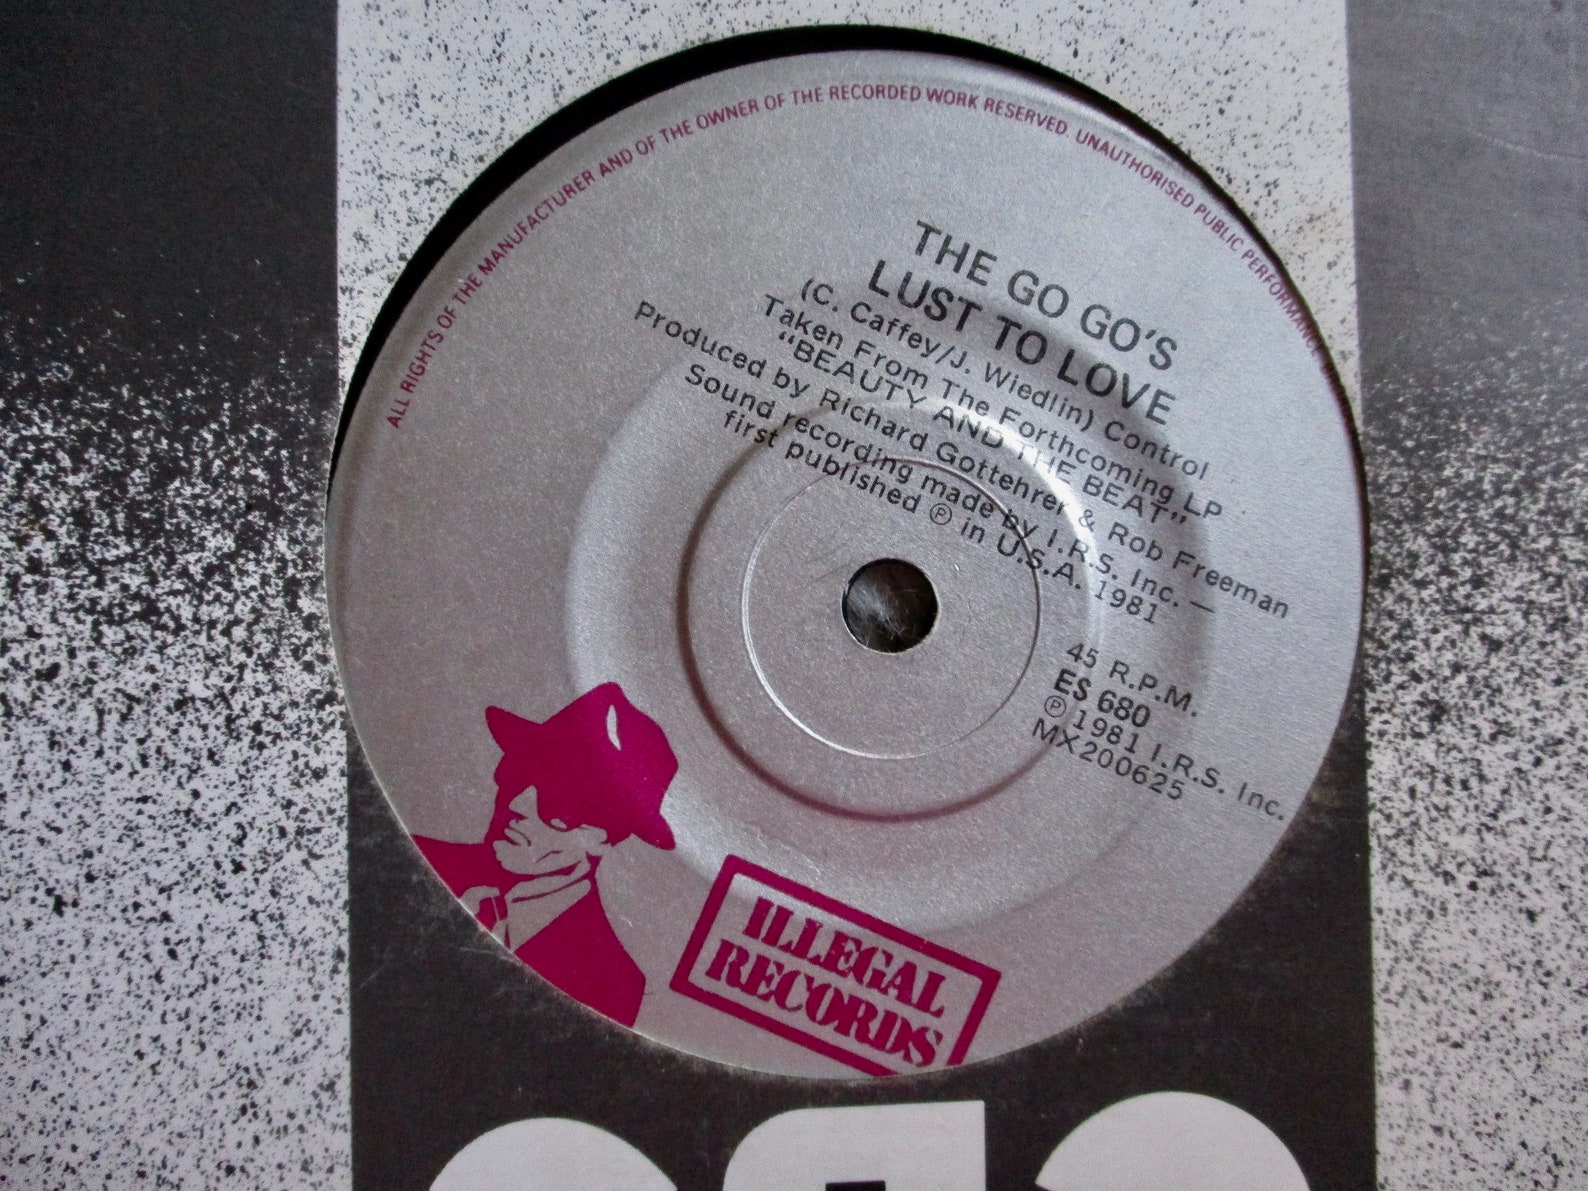 ALL RIGHTS OF THE MANUFACTURER AND OF THE OWNER OF THE RECORDED WORK RESERVED. UNAUTHORISED PUBLIC PERFORMANCE
THE GO GO'S
LUST TO LOVE
(C. Caffey/J. Wiedlin) Control
Taken From The Forthcoming LP
"BEAUTY AND THE BEAT"
Produced by Richard Gottehrer & Rob Freeman
Sound recording made by I.R.S. Inc. —
first published ℗ in U.S.A. 1981
45 R.P.M.
ES 680
℗ 1981 I.R.S. Inc.
MX200625
ILLEGAL
RECORDS